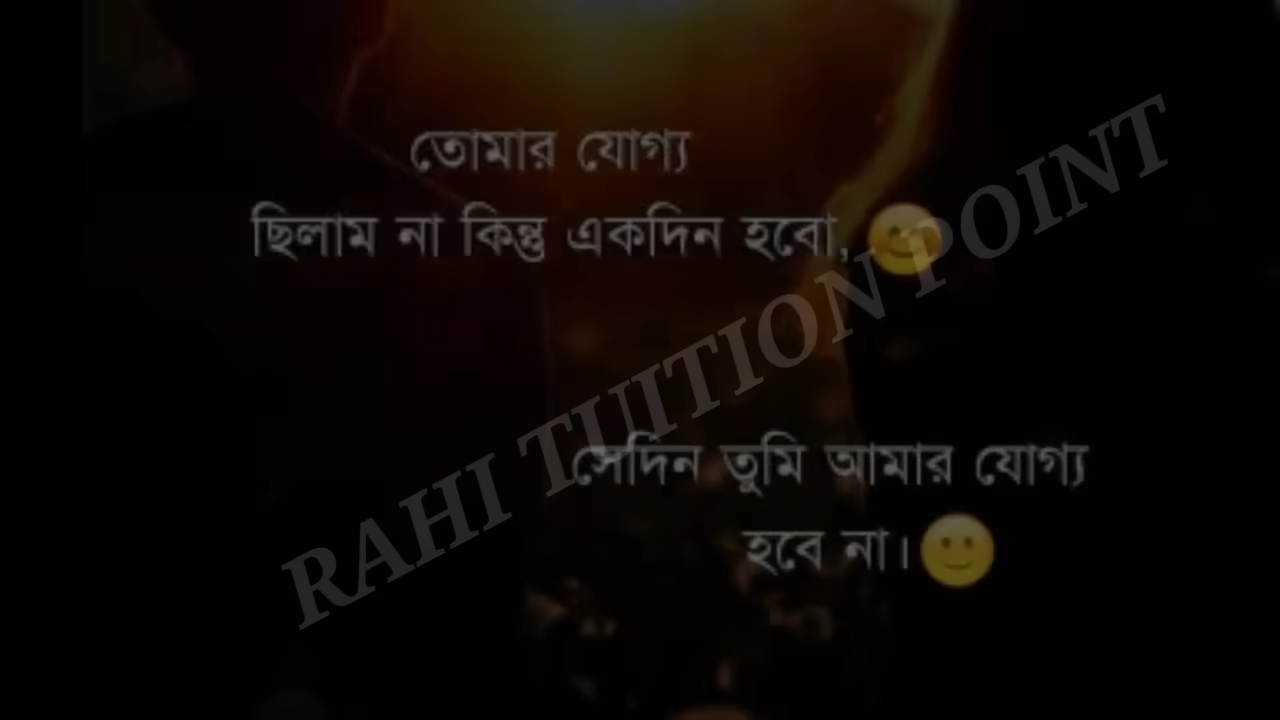 তোমার যোগ্য
ছিলাম না কিন্তু একদিন হবো, 😊
সেদিন তুমি আমার যোগ্য
হবে না। 🙂
RAHI TUITION POINT